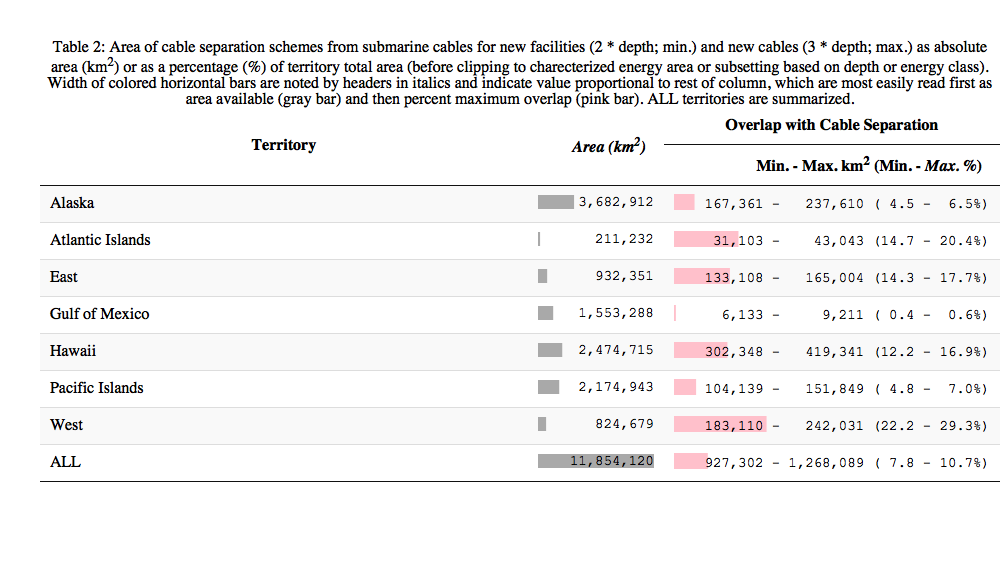 Table 2: Area of cable separation schemes from submarine cables for new facilities (2 * depth; min.) and new cables (3 * depth; max.) as absolute
area (km2) or as a percentage (%) of territory total area (before clipping to charecterized energy area or subsetting based on depth or energy class).
Width of colored horizontal bars are noted by headers in italics and indicate value proportional to rest of column, which are most easily read first as
area available (gray bar) and then percent maximum overlap (pink bar). ALL territories are summarized.
Overlap with Cable Separation
Territory Area (km2)
Min. - Max. km2 (Min. - Max. %)
Alaska 3,682,912 167,361 - 237,610 ( 4.5 - 6.5%)
Atlantic Islands 211,232 31,103 - 43,043 (14.7 - 20.4%)
East 932,351 133,108 - 165,004 (14.3 - 17.7%)
Gulf of Mexico 1,553,288 6,133 - 9,211 ( 0.4 - 0.6%)
Hawaii 2,474,715 302,348 - 419,341 (12.2 - 16.9%)
Pacific Islands 2,174,943 104,139 - 151,849 ( 4.8 - 7.0%)
West 824,679 183,110 - 242,031 (22.2 - 29.3%)
ALL 11,854,120 927,302 - 1,268,089 ( 7.8 - 10.7%)